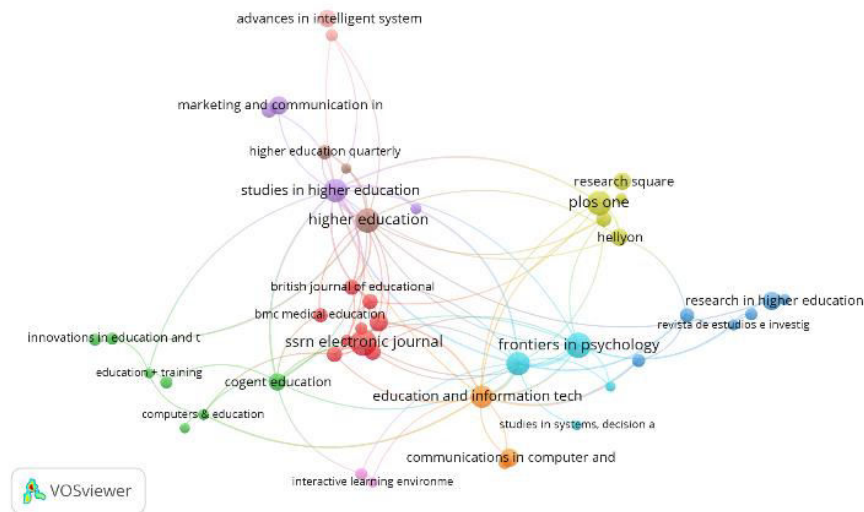 advances in intelligent system
marketing and communication in
higher education quarterly
studies in higher education
research square
plos one
higher education
heliyon
british journal of educational
research in higher education
bmc medical education
revista de estudios e investig
innovations in education and t
ssrn electronic journal
frontiers in psychology
education + training
cogent education
education and information tech
computers & education
studies in systems, decision a
communications in computer and
interactive learning environme
VOSviewer